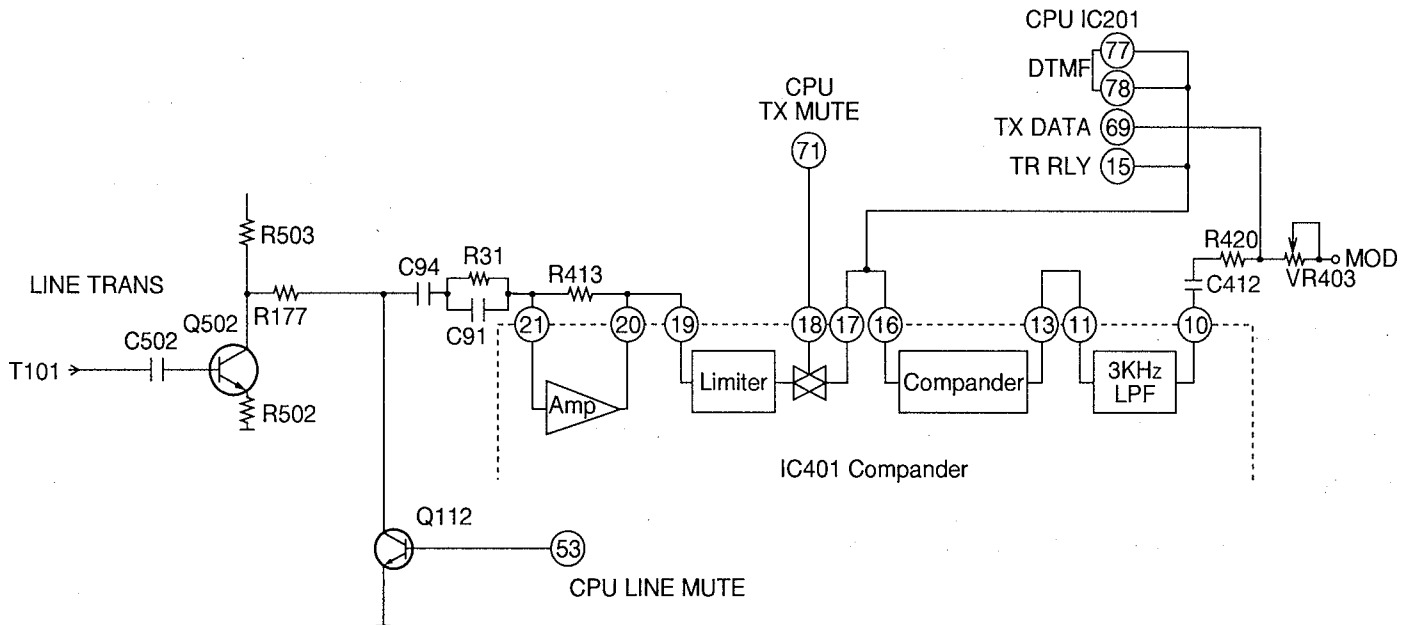 CPU IC201
77
DTMF
78
CPU
TX MUTE
TX DATA 69
71
TR RLY 15
R503
R31
C94
R413
R420
MOD
LINE TRANS
VR403
C412
Q502
R177
C91
21 20 19 18 17 16 13 11 10
C502
T101
Limiter
Compander
3KHz
LPF
R502
Amp
IC401 Compander
Q112
53
CPU LINE MUTE